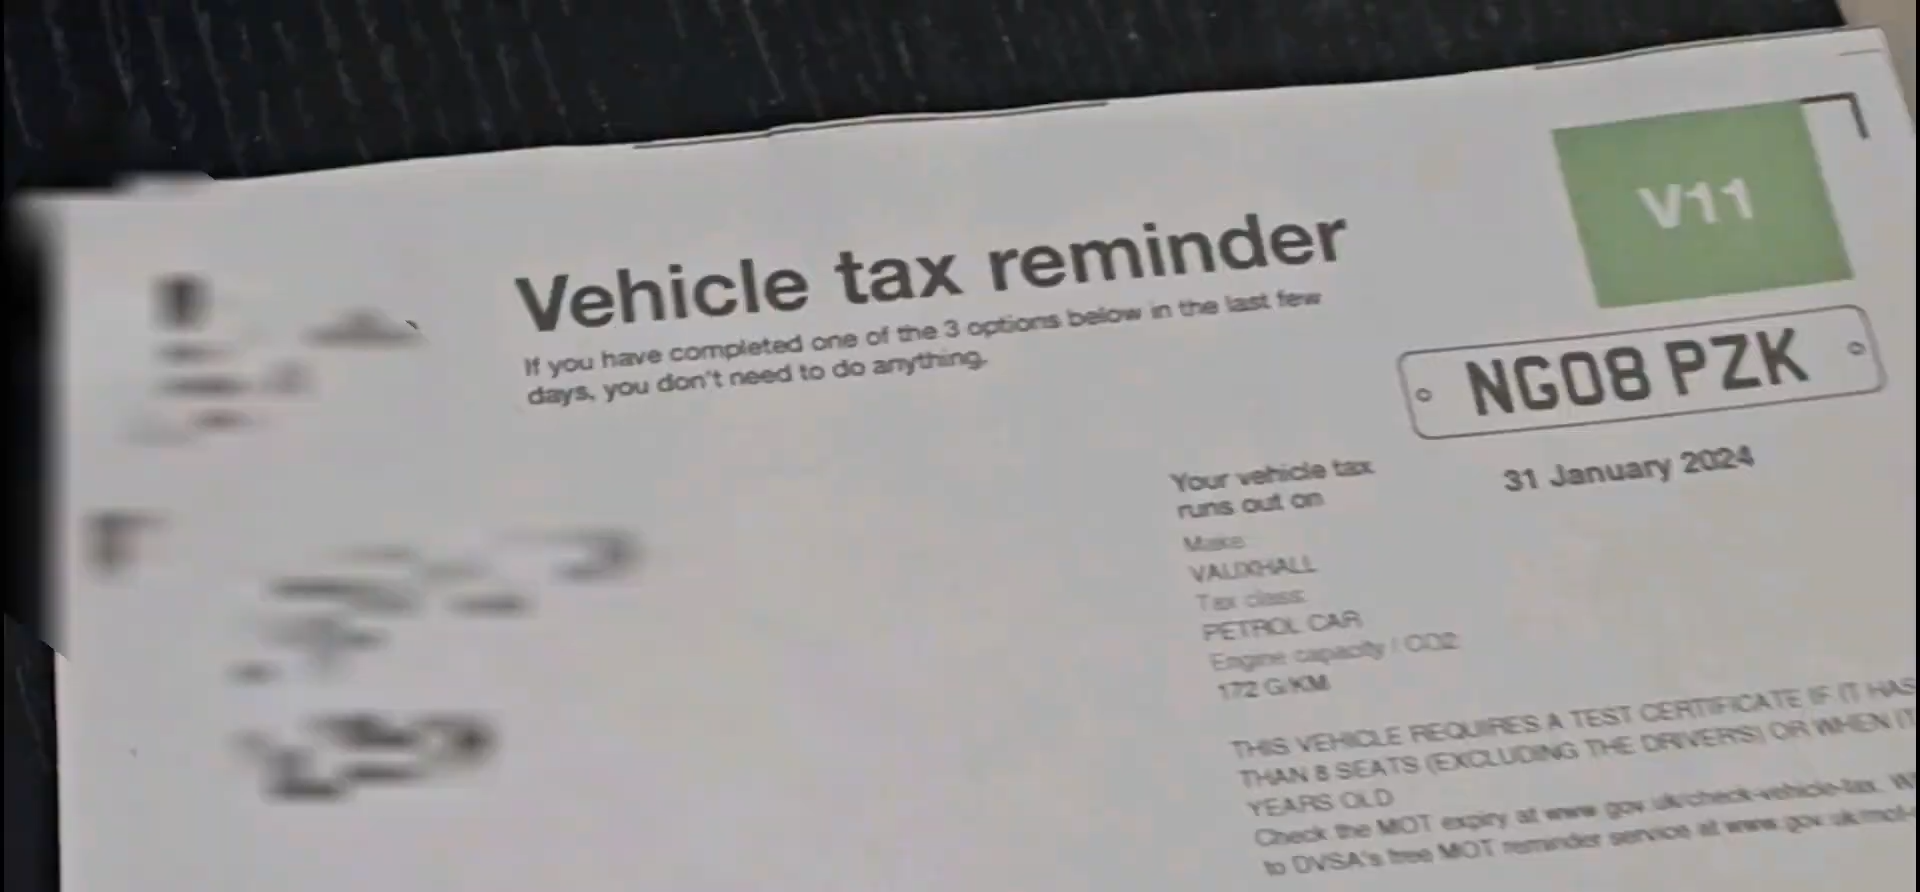 V11
Vehicle tax reminder
If you have completed one of the 3 options below in the last few
days, you don't need to do anything.
NG08 PZK
Your vehicle tax
runs out on
31 January 2024
Make:
VAUXHALL
Tax class:
PETROL CAR
Engine capacity / CO2:
172 G/KM
THIS VEHICLE REQUIRES A TEST CERTIFICATE IF IT HAS
THAN 8 SEATS (EXCLUDING THE DRIVER'S) OR WHEN IT
YEARS OLD
Check the MOT expiry at www.gov.uk/check-vehicle-tax.
to DVSA's free MOT reminder service at www.gov.uk/mot-